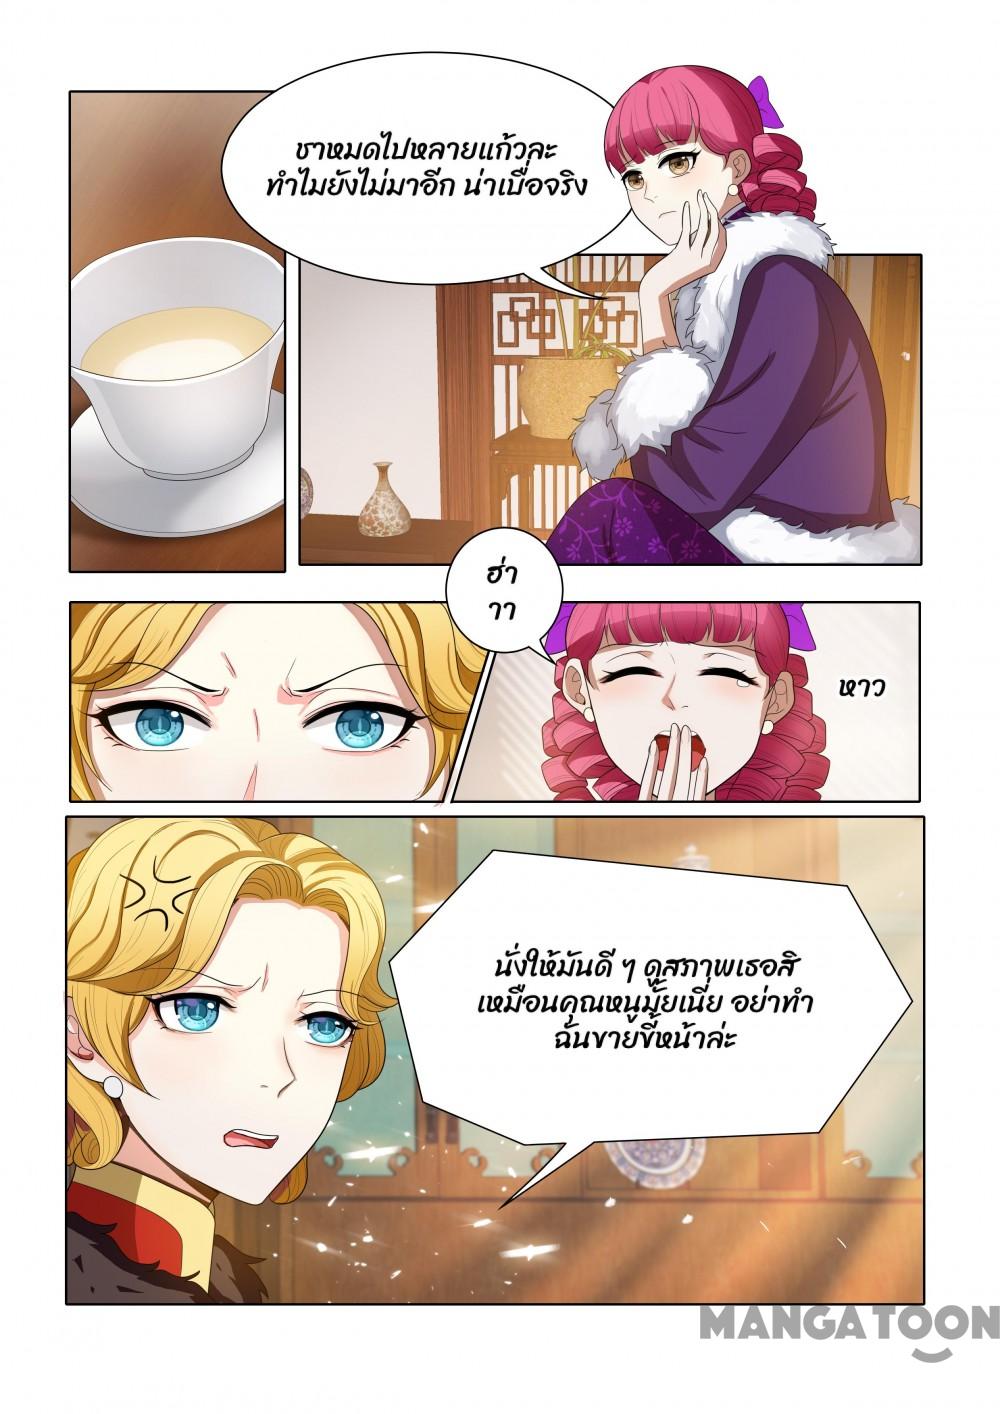 ชาหมดไปหลายแก้วละ
ทำไมยังไม่มาอีก น่าเบื่อจริง
ฮ่า
าา
หาว
นั่งให้มันดี ๆ ดูสภาพเธอสิ
เหมือนคุณหนูมั้ยเนี่ย อย่าทำ
ฉันขายขี้หน้าล่ะ
MANGATOON